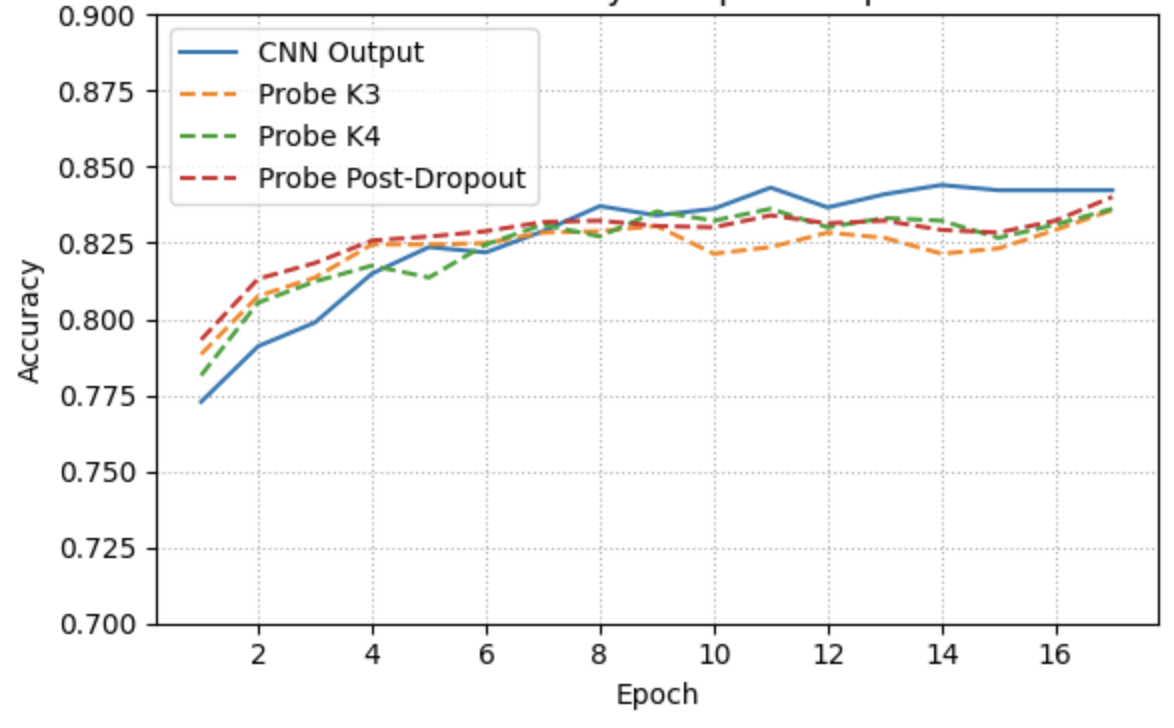 0.900
0.875
0.850
0.825
0.800
0.775
0.750
0.725
0.700
Accuracy
CNN Output
Probe K3
Probe K4
Probe Post-Dropout
2 4 6 8 10 12 14 16
Epoch